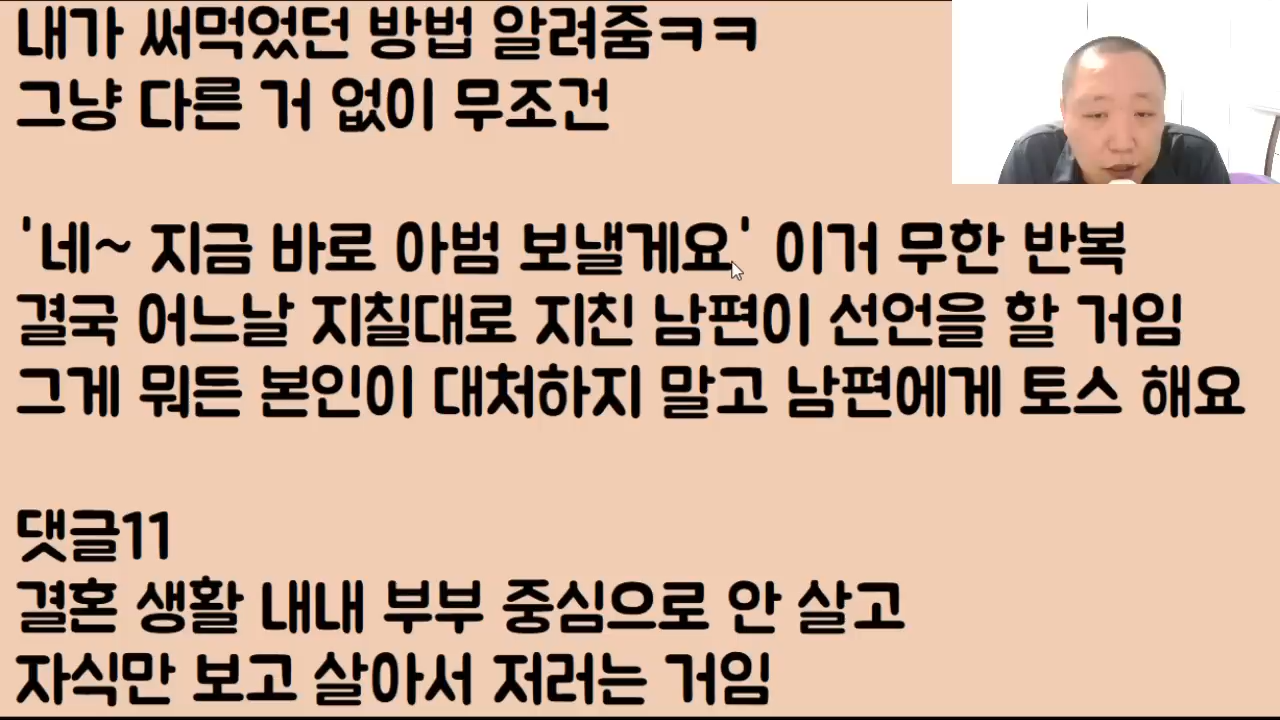 내가 써먹었던 방법 알려줌ㅋㅋ
그냥 다른 거 없이 무조건
'네~ 지금 바로 아범 보낼게요' 이거 무한 반복
결국 어느날 지칠대로 지친 남편이 선언을 할 거임
그게 뭐든 본인이 대처하지 말고 남편에게 토스 해요
댓글11
결혼 생활 내내 부부 중심으로 안 살고
자식만 보고 살아서 저러는 거임